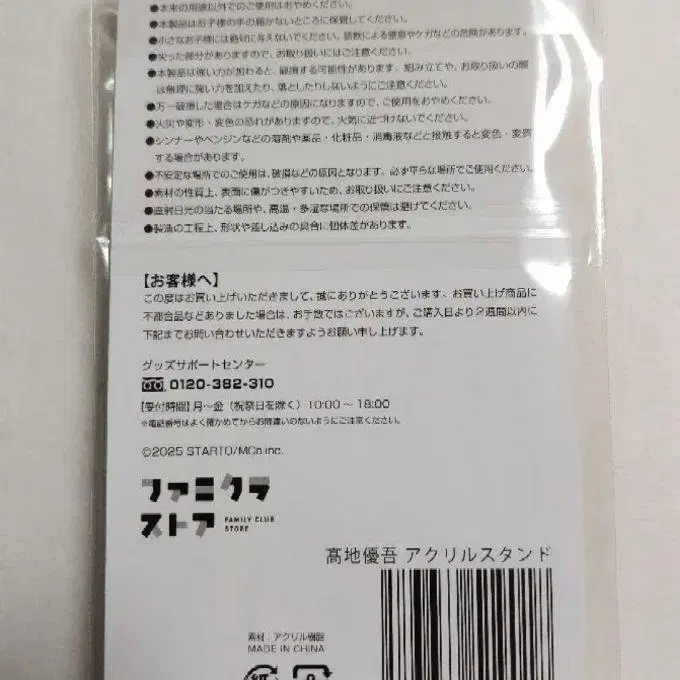 ●本来の用途以外でのご使用はおやめください。
●本製品はお子様の手の届かないところに保管してください。
●小さなお子様には絶対に与えないでください。誤飲による窒息やケガなどの危険があります。
●尖った部分がありますので、お取り扱いにはご注意ください。
●本製品は強い力が加わると、破損する可能性があります。組み立てや、お取り扱いの際
は無理に強い力を加えたり、落としたりしないようにご注意ください。
●万一破損した場合はケガなどの原因になりますので、ご使用をおやめください。
●火災や変形・変色の恐れがありますので、火気に近づけないでください。
●シンナーやベンジンなどの溶剤や薬品・化粧品・消毒液などと接触すると変色・変質
する場合があります。
●不安定な場所でのご使用は、破損などの原因となります。必ず平らな場所でご使用ください。
●素材の性質上、表面に傷がつきやすいため、お取り扱いにご注意ください。
●直射日光の当たる場所や、高温・多湿な場所での保管は避けてください。
●製造の工程上、形状や差し込みの具合に個体差があります。
【お客様へ】
この度はお買い上げいただきまして、誠にありがとうございます。お買い上げ商品に
不都合品などありました場合は、お手数ではございますが、ご購入日より2週間以内に
下記までお問い合わせいただきますようお願い申し上げます。
グッズサポートセンター
0120-382-310
【受付時間】月〜金（祝祭日を除く）10:00〜18:00
※電話番号はよく確かめてからお間違いのないようにご注意ください。
©2025 STARTO/MCo.inc.
ファミクラ
ストア FAMILY CLUB
STORE
髙地優吾 アクリルスタンド
素材：アクリル樹脂
MADE IN CHINA
紙